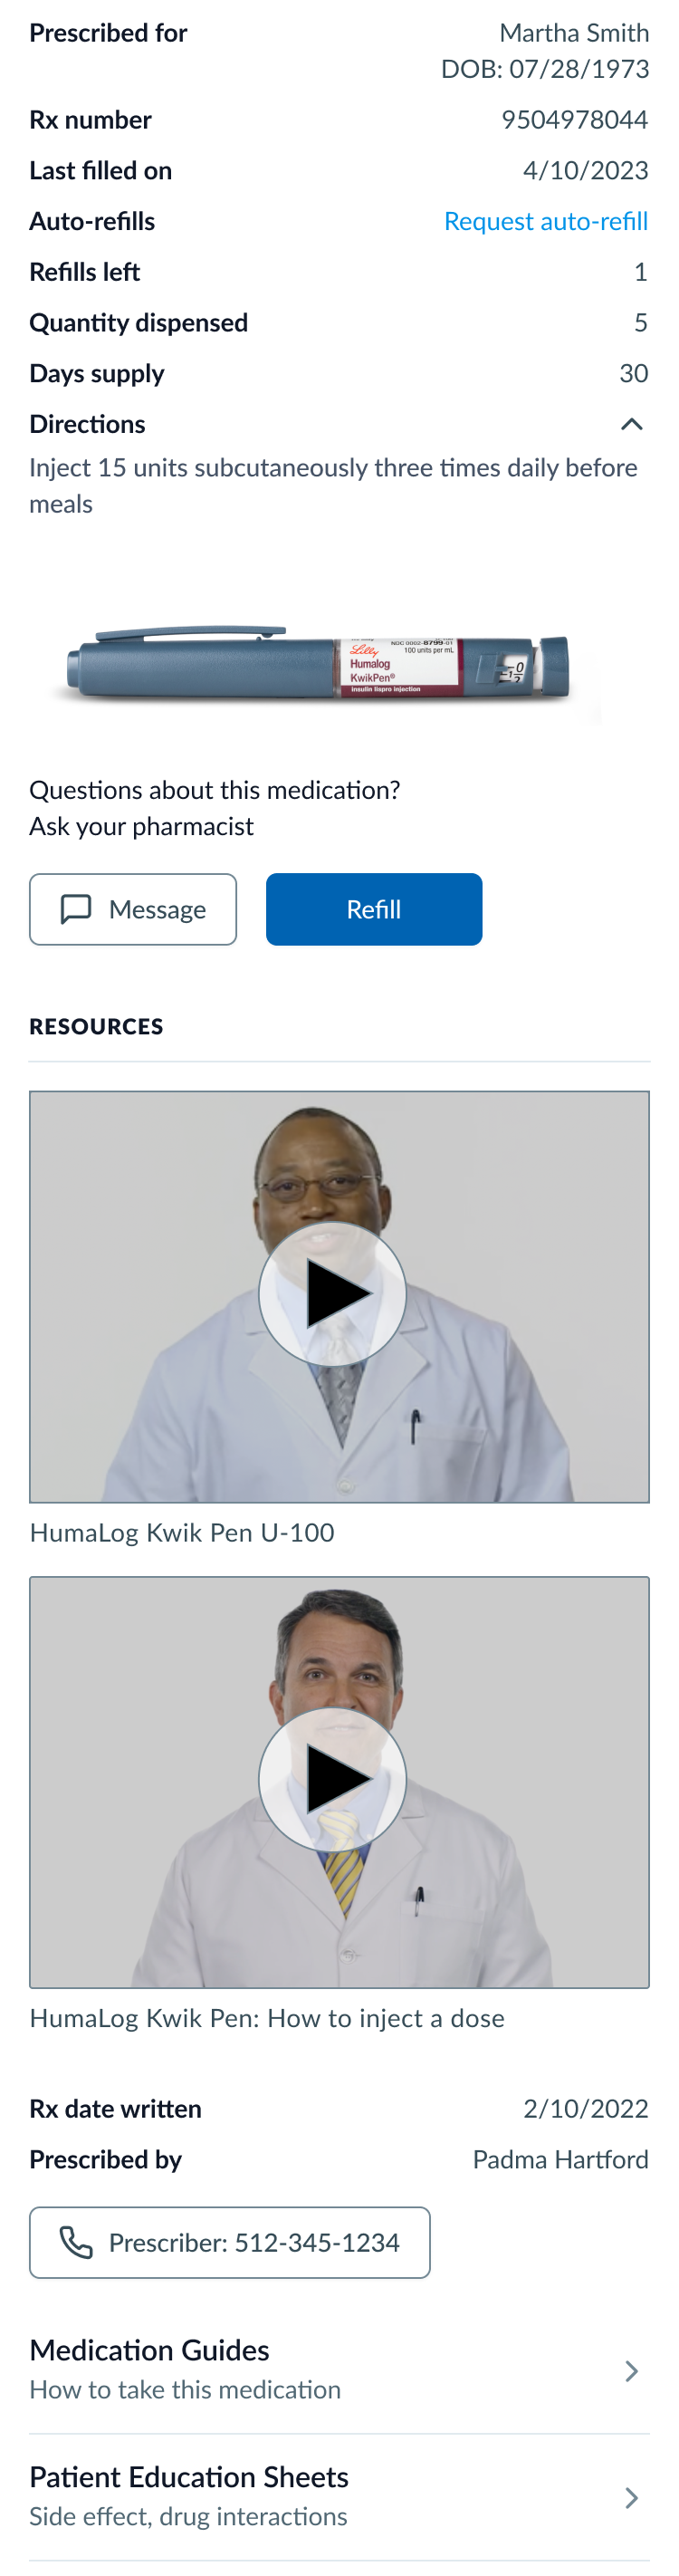 Prescribed for Martha Smith
DOB: 07/28/1973
Rx number 9504978044
Last filled on 4/10/2023
Auto-refills Request auto-refill
Refills left 1
Quantity dispensed 5
Days supply 30
Directions
Inject 15 units subcutaneously three times daily before
meals
NDC 0002-8799-01
Lilly 100 units per mL
Humalog
KwikPen®
insulin lispro injection
0
1
2
Questions about this medication?
Ask your pharmacist
Message Refill
RESOURCES
HumaLog Kwik Pen U-100
HumaLog Kwik Pen: How to inject a dose
Rx date written 2/10/2022
Prescribed by Padma Hartford
Prescriber: 512-345-1234
Medication Guides
How to take this medication
Patient Education Sheets
Side effect, drug interactions